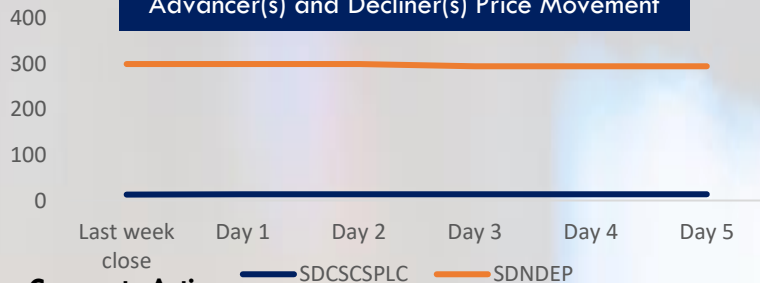 Advancer(s) and Decliner(s) Price Movement
400
300
200
100
0
Last week close
Day 1
Day 2
Day 3
Day 4
Day 5
SDCSCSPLC
SDNDEP